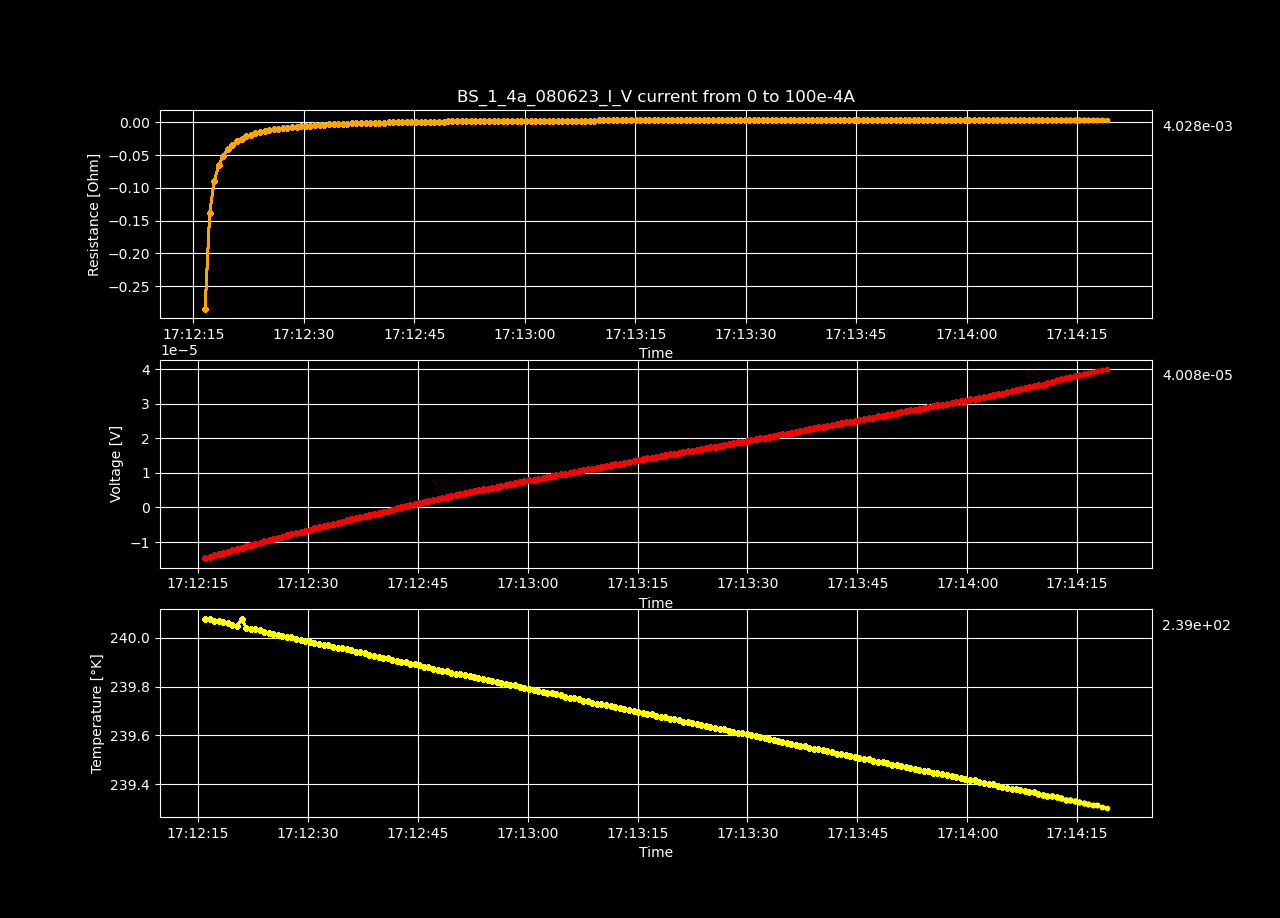 BS_1_4a_080623_I_V current from 0 to 100e-4A
0.00
−0.05
−0.10
−0.15
−0.20
−0.25
Resistance [Ohm]
4.028e-03
17:12:15 17:12:30 17:12:45 17:13:00 17:13:15 17:13:30 17:13:45 17:14:00 17:14:15
Time
1e−5
4
3
2
1
0
−1
Voltage [V]
4.008e-05
17:12:15 17:12:30 17:12:45 17:13:00 17:13:15 17:13:30 17:13:45 17:14:00 17:14:15
Time
240.0
239.8
239.6
239.4
Temperature [°K]
2.39e+02
17:12:15 17:12:30 17:12:45 17:13:00 17:13:15 17:13:30 17:13:45 17:14:00 17:14:15
Time